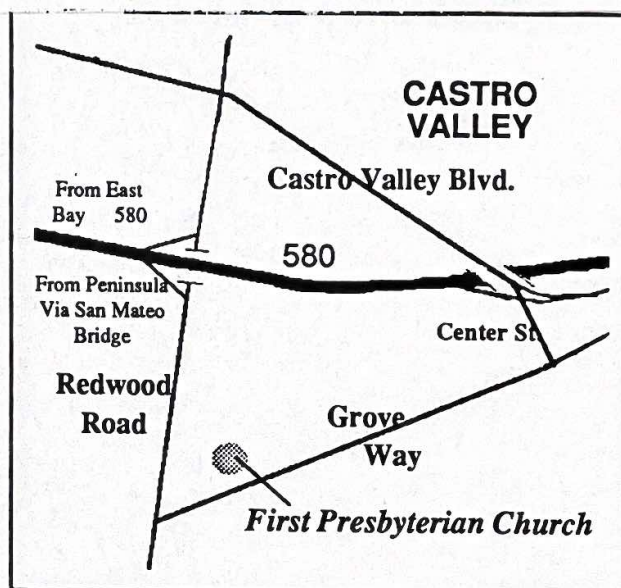 CASTRO
VALLEY
Castro Valley Blvd.
From East
Bay 580
580
From Peninsula
Via San Mateo
Bridge
Center St.
Redwood
Road
Grove
Way
First Presbyterian Church